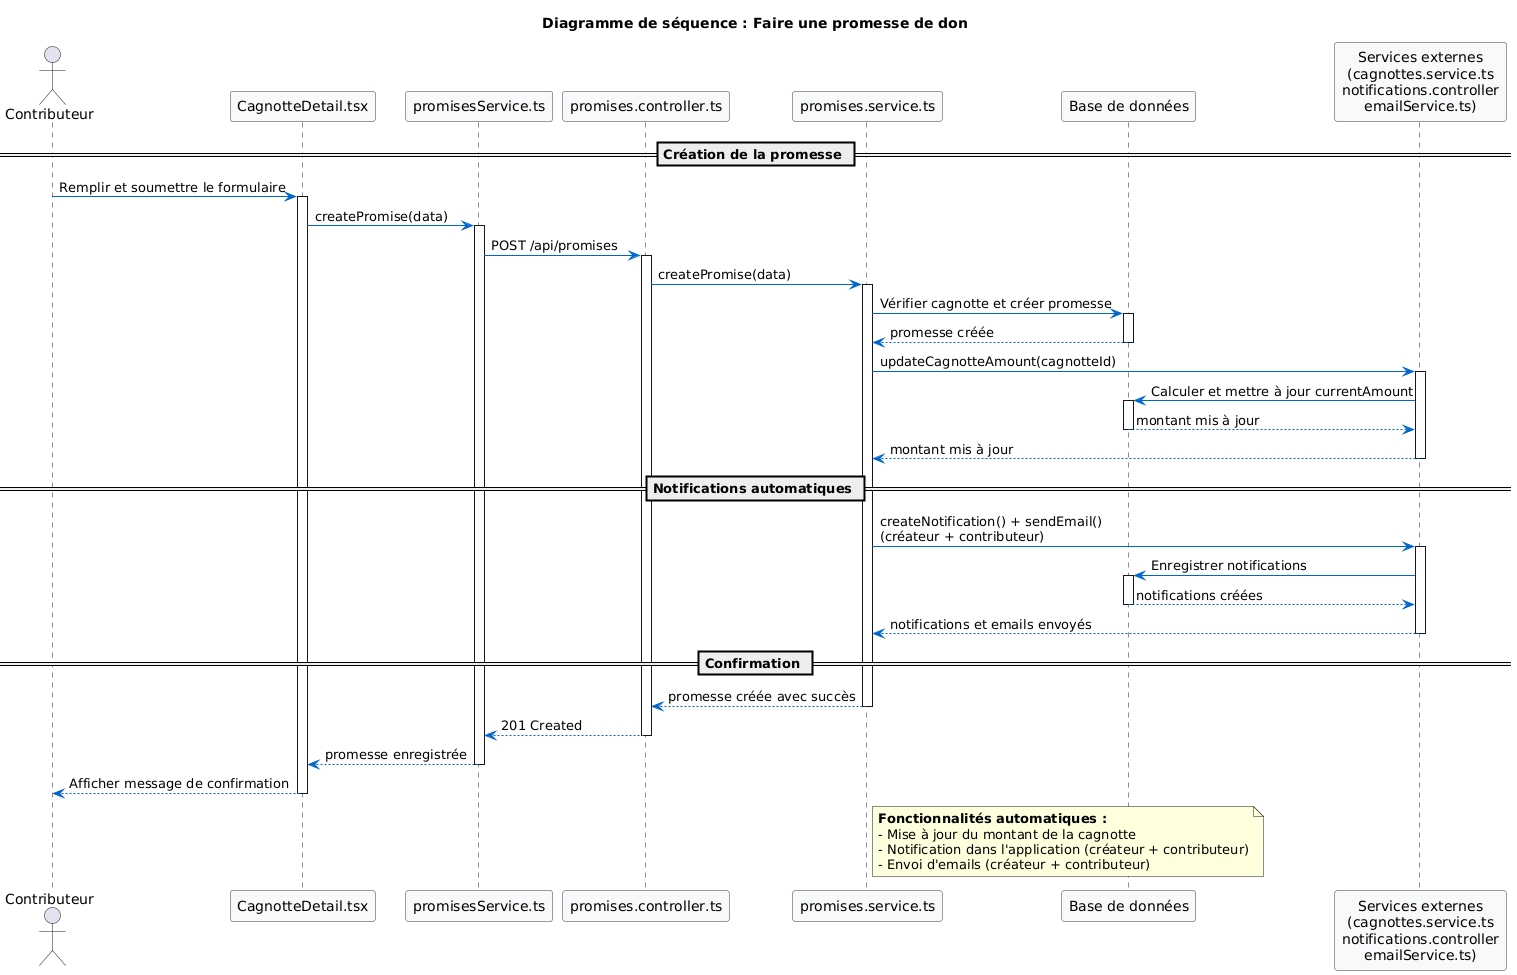 Diagramme de séquence : Faire une promesse de don
Contributeur
CagnotteDetail.tsx
promisesService.ts
promises.controller.ts
promises.service.ts
Base de données
Services externes
(cagnottes.service.ts
notifications.controller
emailService.ts)
Création de la promesse
Remplir et soumettre le formulaire
createPromise(data)
POST /api/promises
createPromise(data)
Vérifier cagnotte et créer promesse
promesse créée
updateCagnotteAmount(cagnotteId)
Calculer et mettre à jour currentAmount
montant mis à jour
montant mis à jour
Notifications automatiques
createNotification() + sendEmail()
(créateur + contributeur)
Enregistrer notifications
notifications créées
notifications et emails envoyés
Confirmation
promesse créée avec succès
201 Created
promesse enregistrée
Afficher message de confirmation
Fonctionnalités automatiques :
- Mise à jour du montant de la cagnotte
- Notification dans l'application (créateur + contributeur)
- Envoi d'emails (créateur + contributeur)
Contributeur
CagnotteDetail.tsx
promisesService.ts
promises.controller.ts
promises.service.ts
Base de données
Services externes
(cagnottes.service.ts
notifications.controller
emailService.ts)